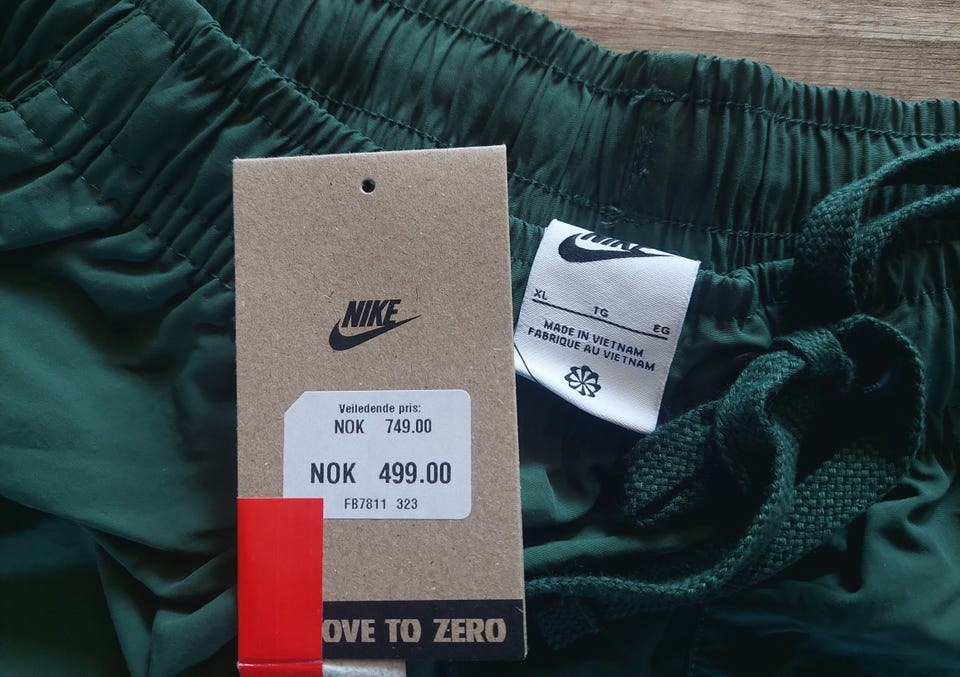 NIKE
Veiledende pris:
NOK 749.00
NOK 499.00
FB7811 323
OVE TO ZERO
NIKE
XL
TG
EG
MADE IN VIETNAM
FABRIQUE AU VIETNAM